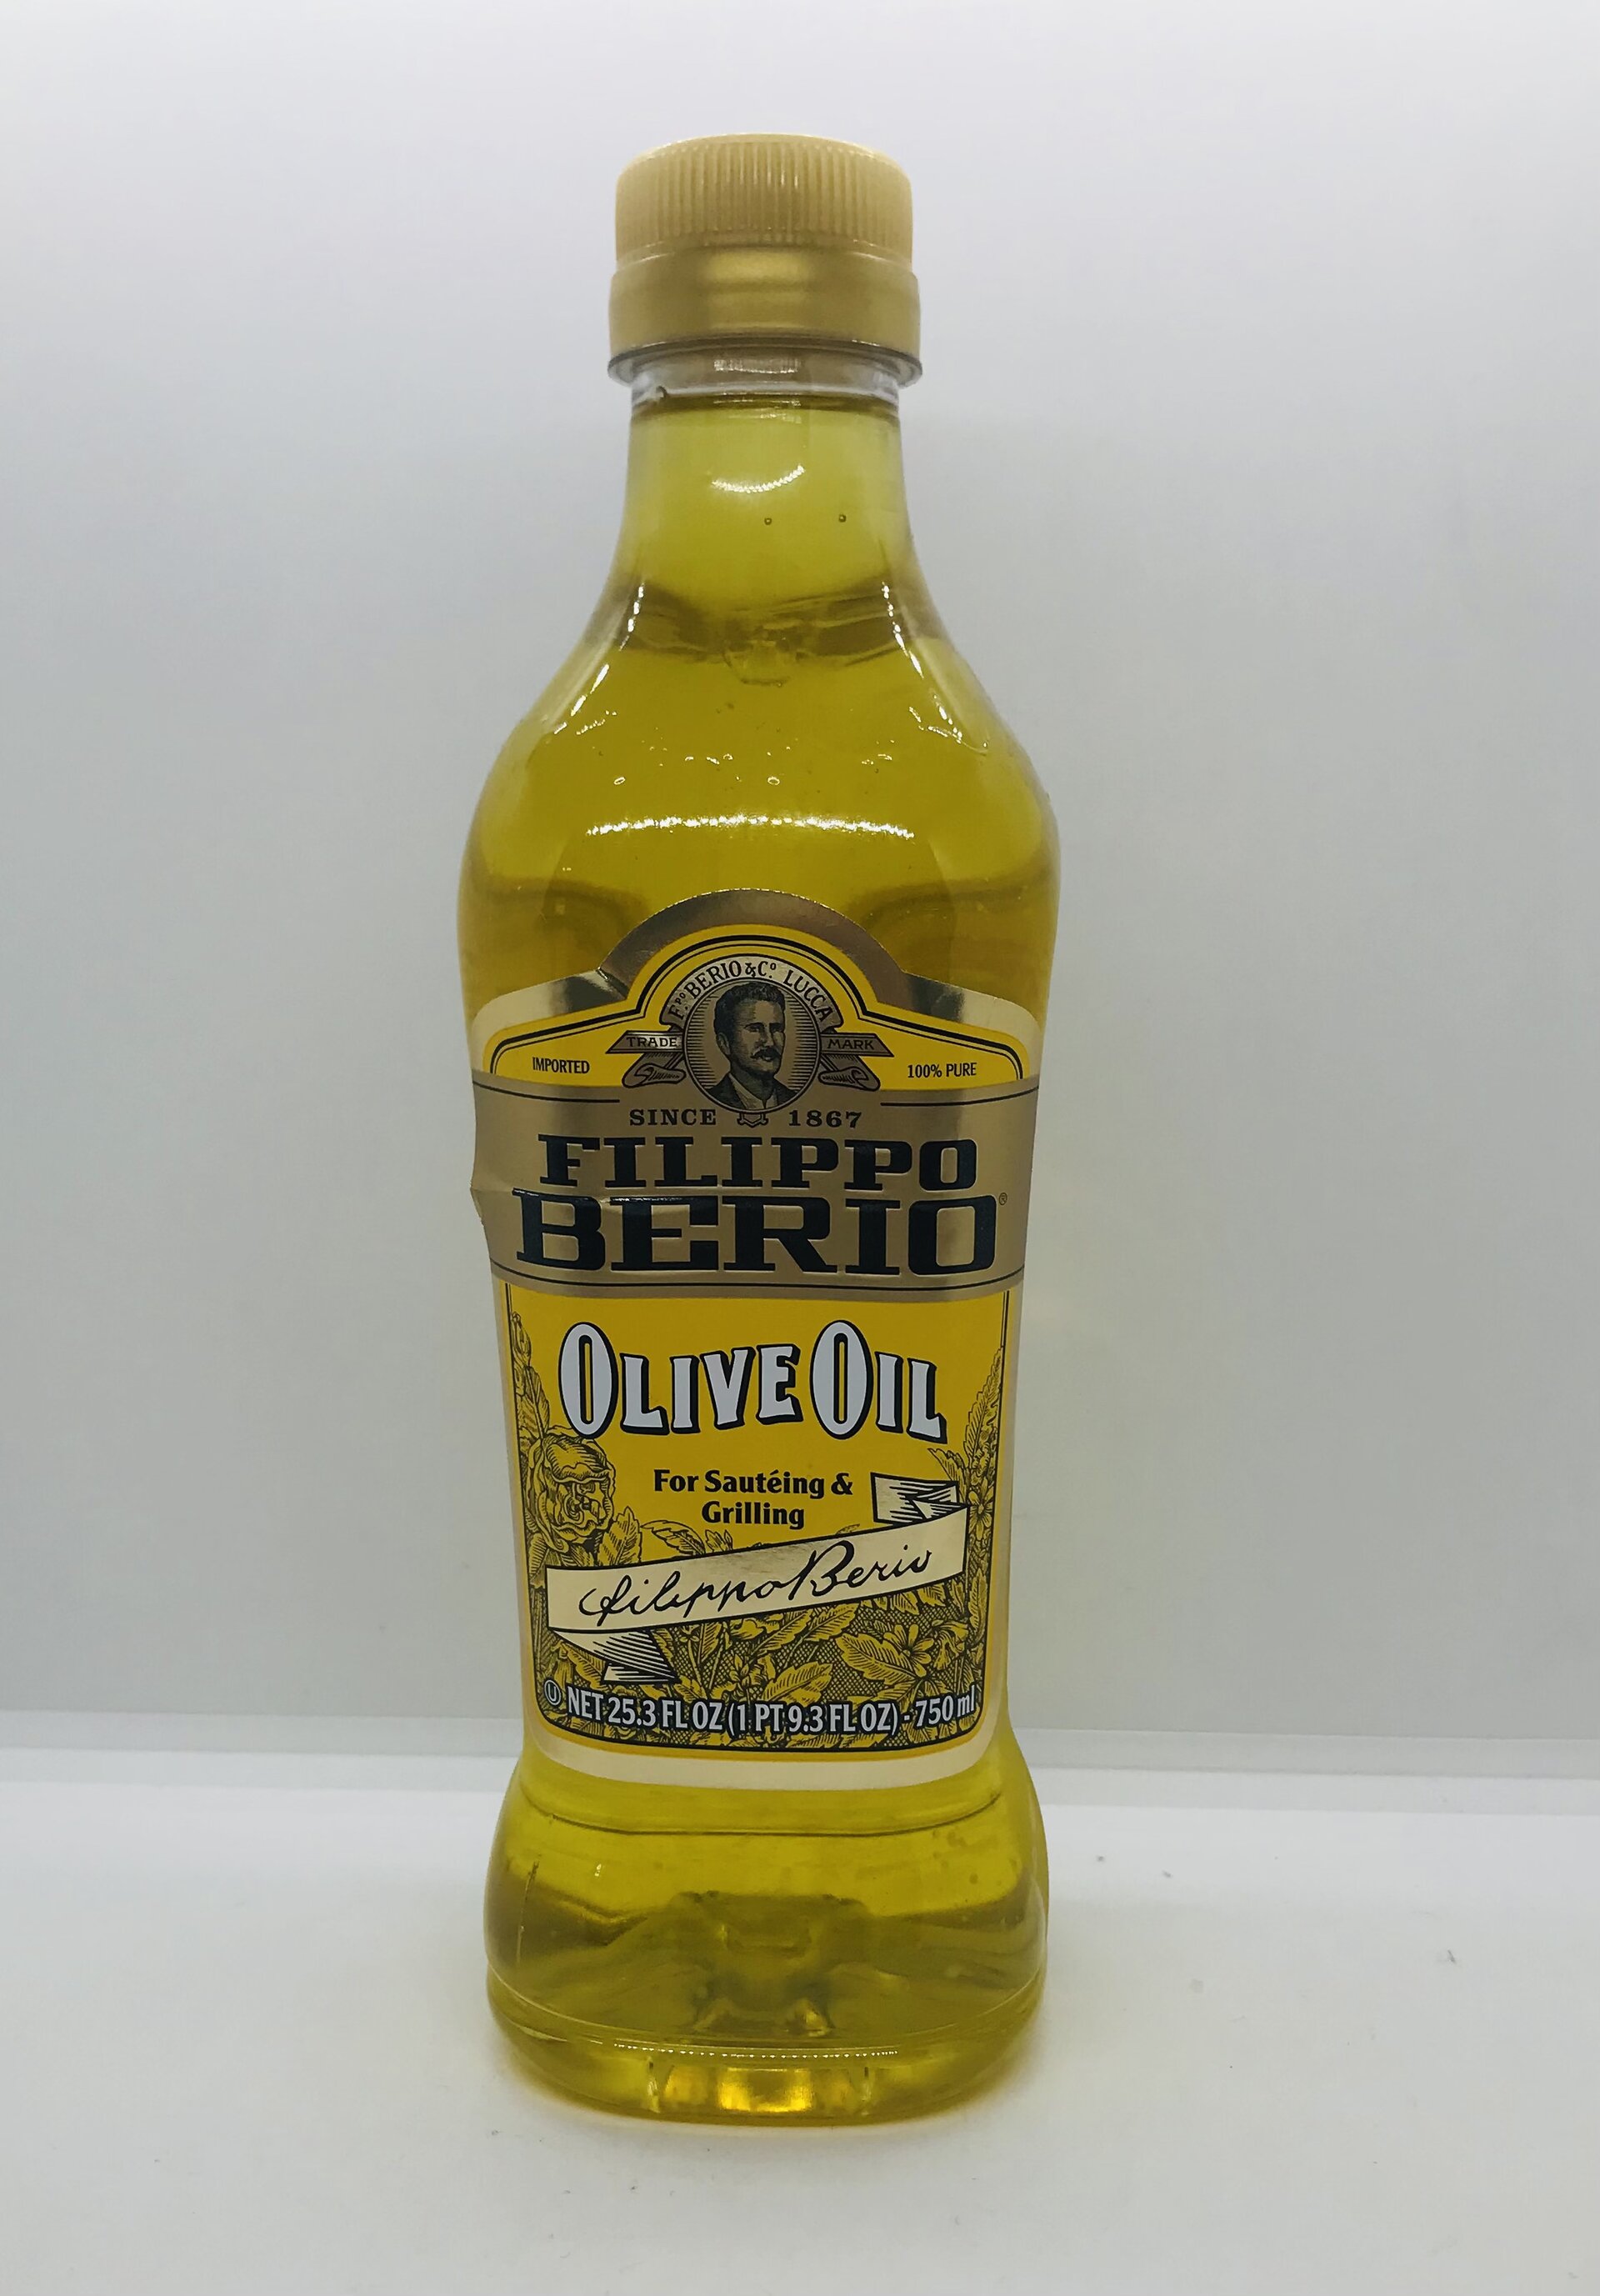 Fpo. BERIO & Co. LUCCA
TRADE MARK
IMPORTED
100% PURE
SINCE 1867
FILIPPO
BERIO®
OLIVE OIL
For Sautéing &
Grilling
Filippo Berio
Ⓤ NET 25.3 FL OZ (1 PT 9.3 FL OZ) - 750 ml